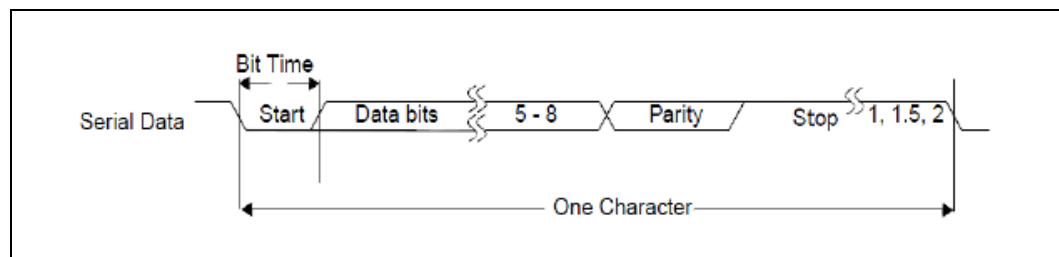 Bit Time
Serial Data Start Data bits 5 - 8 Parity Stop 1, 1.5, 2
One Character